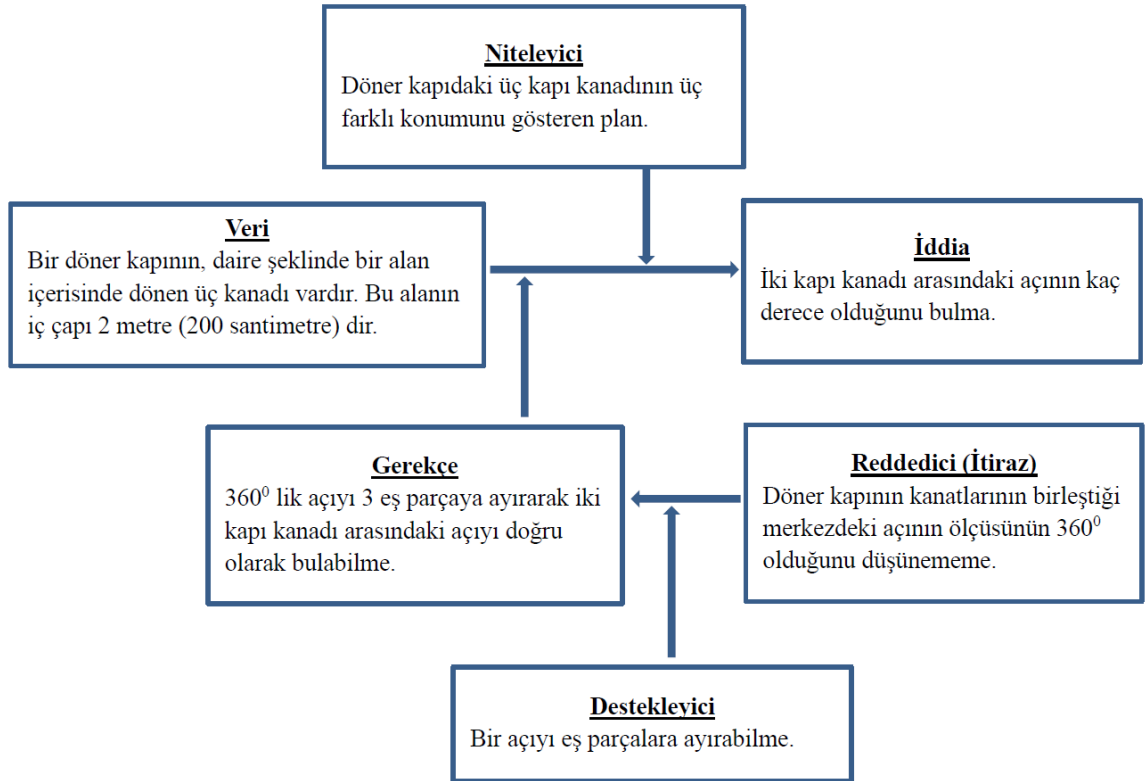 Niteleyici
Döner kapıdaki üç kapı kanadının üç
farklı konumunu gösteren plan.
Veri
Bir döner kapının, daire şeklinde bir alan
içerisinde dönen üç kanadı vardır. Bu alanın
iç çapı 2 metre (200 santimetre) dir.
İddia
İki kapı kanadı arasındaki açının kaç
derece olduğunu bulma.
Gerekçe
360⁰ lik açıyı 3 eş parçaya ayırarak iki
kapı kanadı arasındaki açıyı doğru
olarak bulabilme.
Reddedici (İtiraz)
Döner kapının kanatlarının birleştiği
merkezdeki açının ölçüsünün 360⁰
olduğunu düşünememe.
Destekleyici
Bir açıyı eş parçalara ayırabilme.